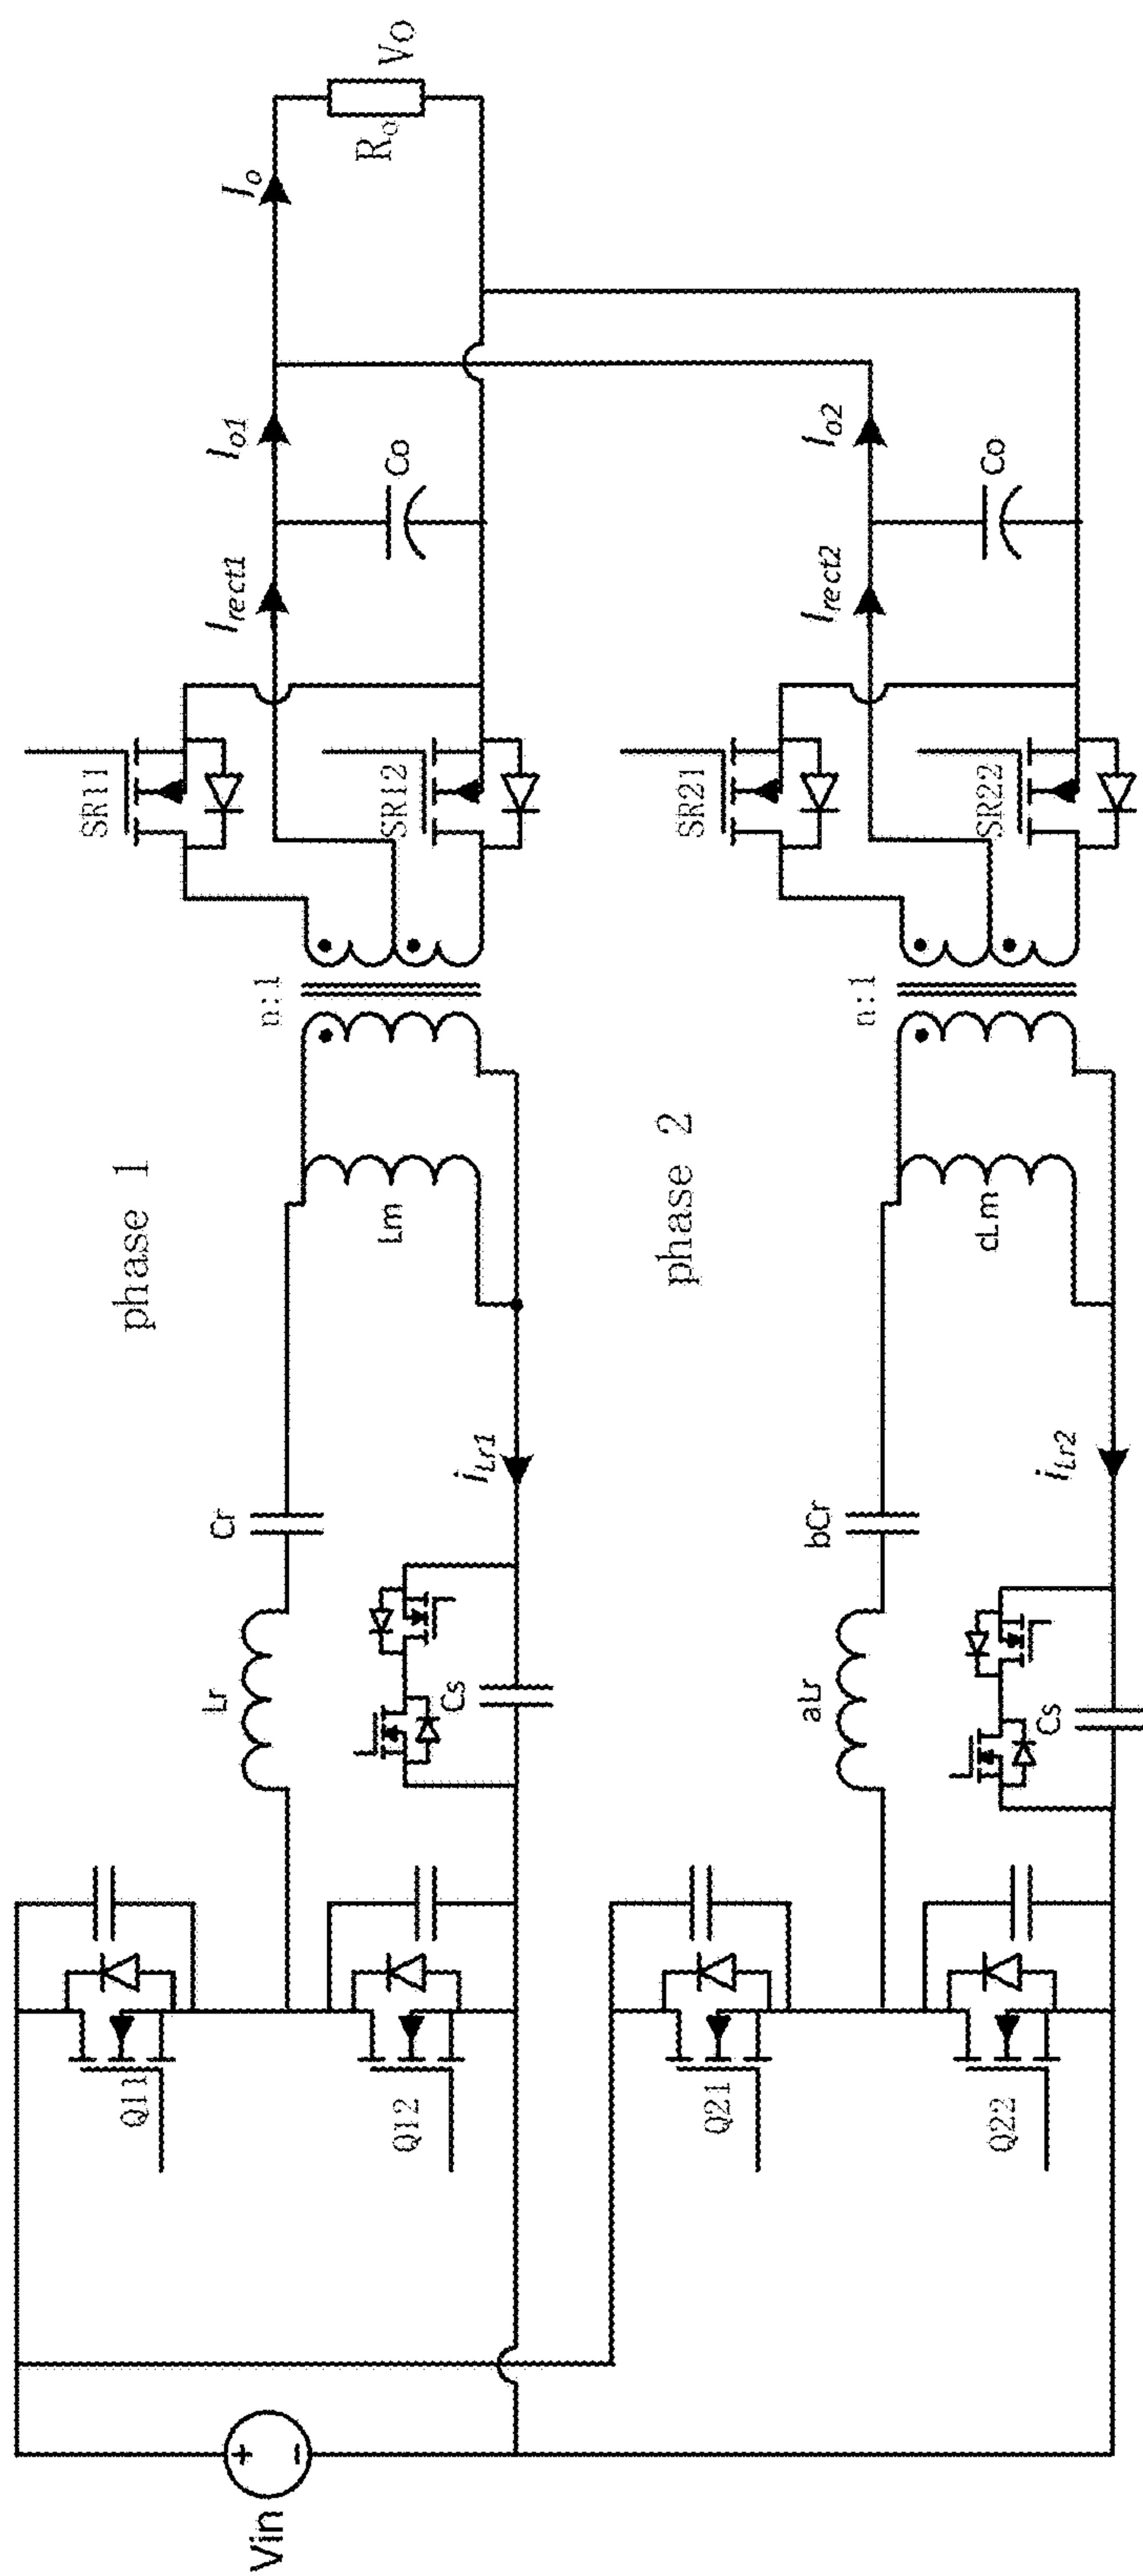 Vin
+
-
phase 1
Q11
Q12
Lr
Cr
Cs
iLr1
Lm
n:1
SR11
SR12
Irect1
Io1
Co
Io
Ro
Vo
phase 2
Q21
Q22
aLr
bCr
Cs
iLr2
cLm
n:1
SR21
SR22
Irect2
Io2
Co